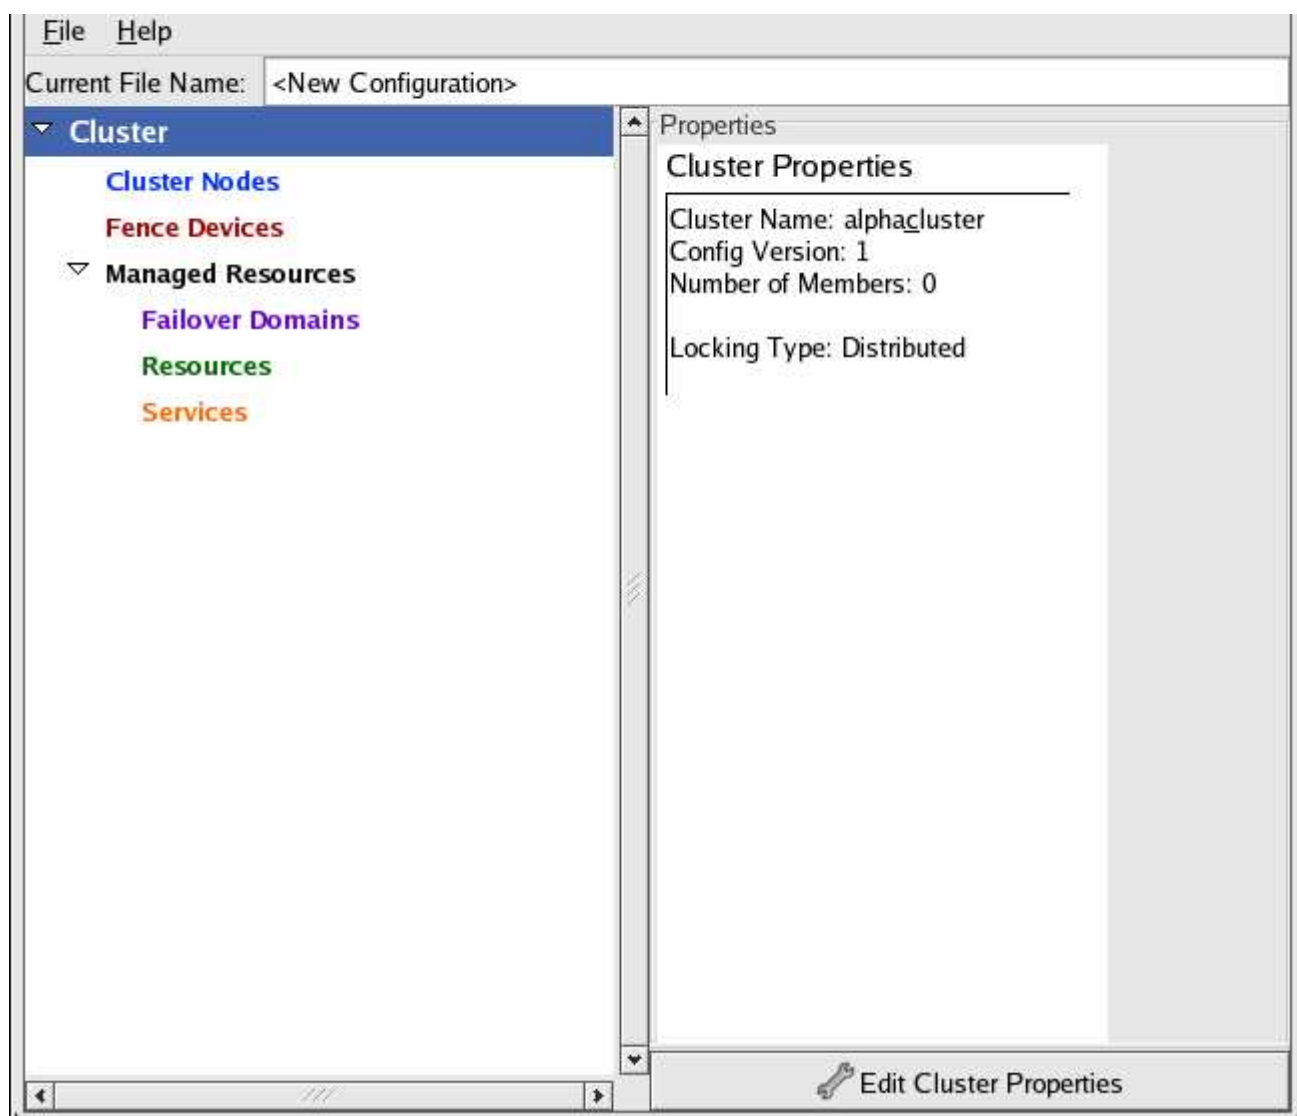 File Help
Current File Name: <New Configuration>
Cluster
Cluster Nodes
Fence Devices
Managed Resources
Failover Domains
Resources
Services
Properties
Cluster Properties
Cluster Name: alphacluster
Config Version: 1
Number of Members: 0
Locking Type: Distributed
Edit Cluster Properties